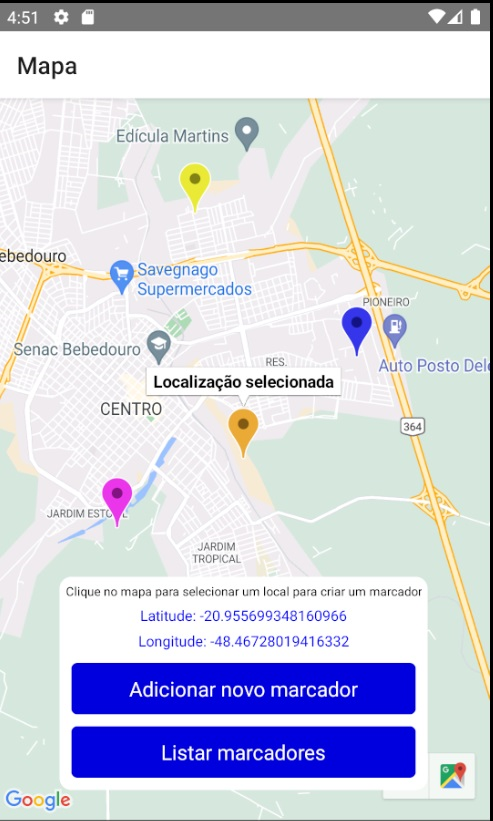 4:51
Mapa
Edícula Martins
ebedouro
Savegnago
Supermercados
PIONEIRO
Senac Bebedouro
RES.
Auto Posto Dele
Localização selecionada
CENTRO
364
JARDIM ESTO
JARDIM
TROPICAL
Clique no mapa para selecionar um local para criar um marcador
Latitude: -20.955699348160966
Longitude: -48.46728019416332
Adicionar novo marcador
Listar marcadores
Google